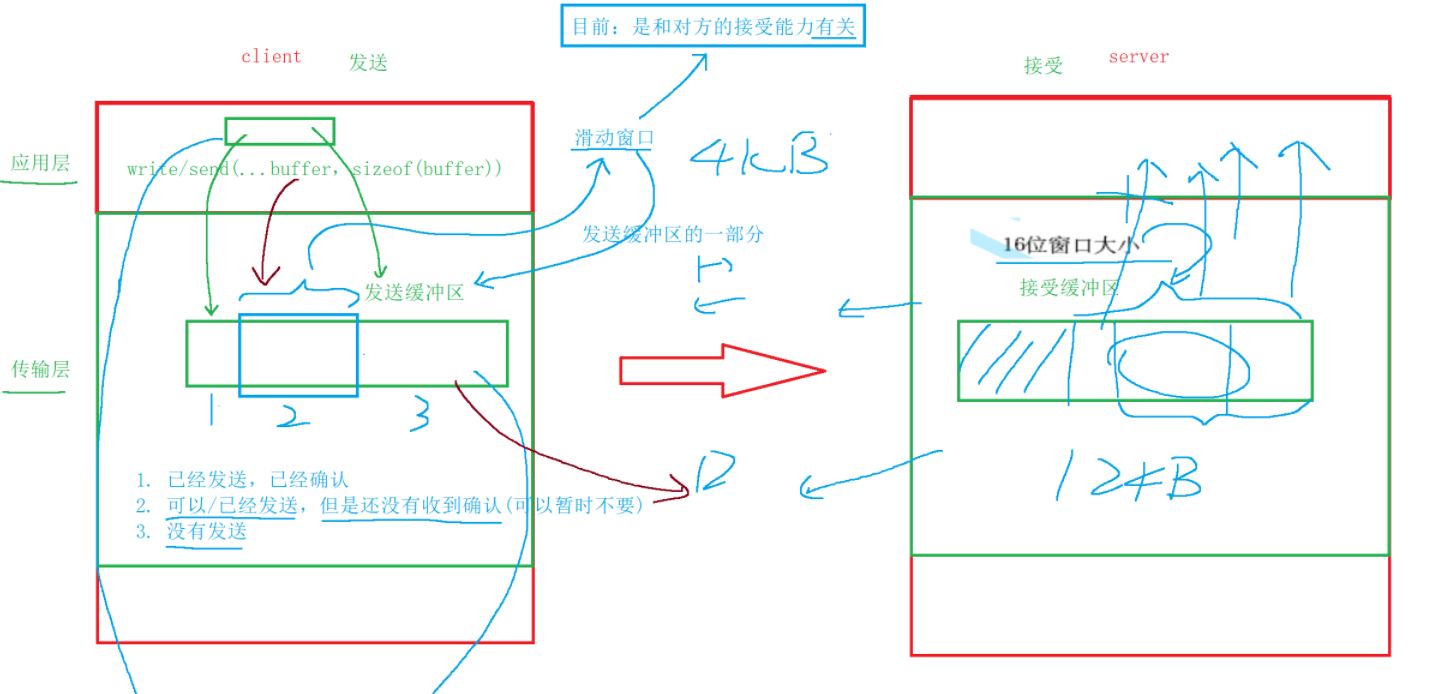 目前: 是和对方的接受能力有关
client
发送
接受
server
应用层
write/send(...buffer, sizeof(buffer))
滑动窗口
4kB
发送缓冲区的一部分
16位窗口大小
发送缓冲区
接受缓冲区
传输层
1
2
3
12
12kB
1. 已经发送, 已经确认
2. 可以/已经发送, 但是还没有收到确认(可以暂时不要)
3. 没有发送